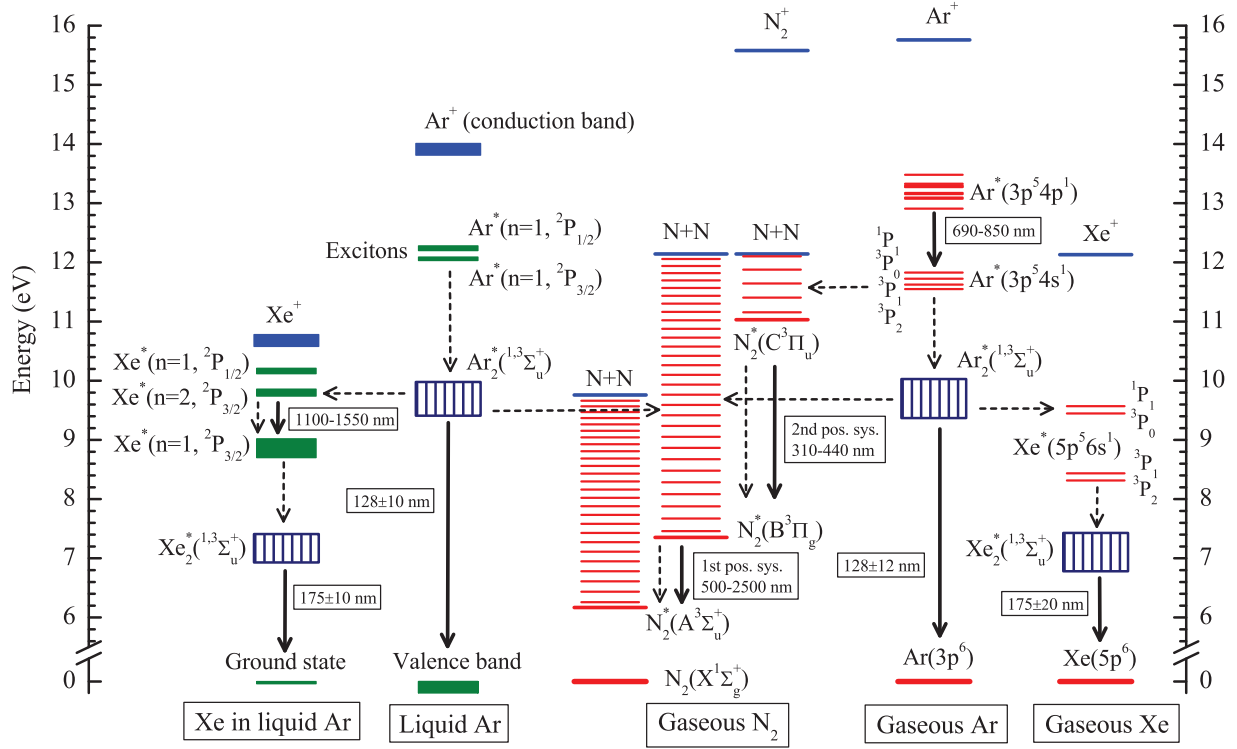 Energy (eV)
16
15
14
13
12
11
10
9
8
7
6
0
Xe⁺
Xe*(n=1, ²P₁/₂)
Xe*(n=2, ²P₃/₂)
1100-1550 nm
Xe*(n=1, ²P₃/₂)
Xe₂*(¹,³Σᵤ⁺)
175±10 nm
Ground state
Xe in liquid Ar
Ar⁺ (conduction band)
Excitons
Ar*(n=1, ²P₁/₂)
Ar*(n=1, ²P₃/₂)
Ar₂*(¹,³Σᵤ⁺)
128±10 nm
Valence band
Liquid Ar
N₂⁺
N+N
N+N
N+N
N₂*(C³Πᵤ)
2nd pos. sys.
310-440 nm
N₂*(B³Πg)
1st pos. sys.
500-2500 nm
N₂*(A³Σᵤ⁺)
N₂(X¹Σg⁺)
Gaseous N₂
Ar⁺
Ar*(3p⁵4p¹)
690-850 nm
¹P₁
³P₀
³P₁
³P₂
Ar*(3p⁵4s¹)
Ar₂*(¹,³Σᵤ⁺)
128±12 nm
Ar(3p⁶)
Gaseous Ar
Xe⁺
¹P₁
³P₀
Xe*(5p⁵6s¹)
³P₁
³P₂
Xe₂*(¹,³Σᵤ⁺)
175±20 nm
Xe(5p⁶)
Gaseous Xe
16
15
14
13
12
11
10
9
8
7
6
0